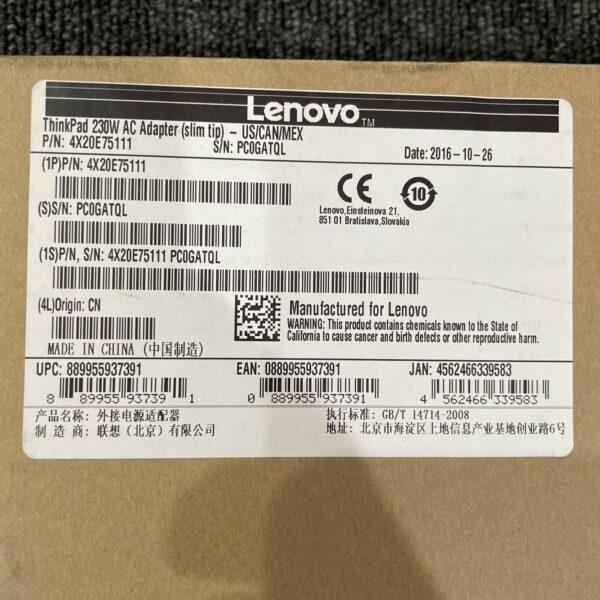 Lenovo™
ThinkPad 230W AC Adapter (slim tip) - US/CAN/MEX
P/N: 4X20E75111 S/N: PC0GATQL Date: 2016-10-26
(1P)P/N: 4X20E75111
(S)S/N: PC0GATQL
(1S)P/N, S/N: 4X20E75111 PC0GATQL
CE 10
Lenovo,Einsteinova 21,
851 01 Bratislava,Slovakia
(4L)Origin: CN
MADE IN CHINA (中国制造)
Manufactured for Lenovo
WARNING: This product contains chemicals known to the State of
California to cause cancer and birth defects or other reproductive harm.
UPC: 889955937391 EAN: 0889955937391 JAN: 4562466339583
8 89955 93739 1 0 889955 937391 4 562466 339583
产品名称: 外接电源适配器 执行标准: GB/T 14714-2008
制 造 商: 联想（北京）有限公司 地址: 北京市海淀区上地信息产业基地创业路6号